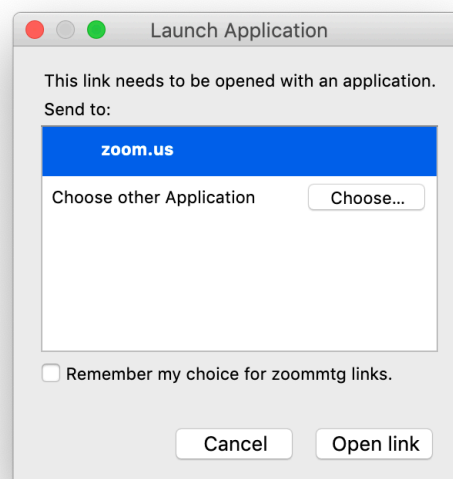 Launch Application
This link needs to be opened with an application.
Send to:
zoom.us
Choose other Application
Choose...
Remember my choice for zoommtg links.
Cancel
Open link